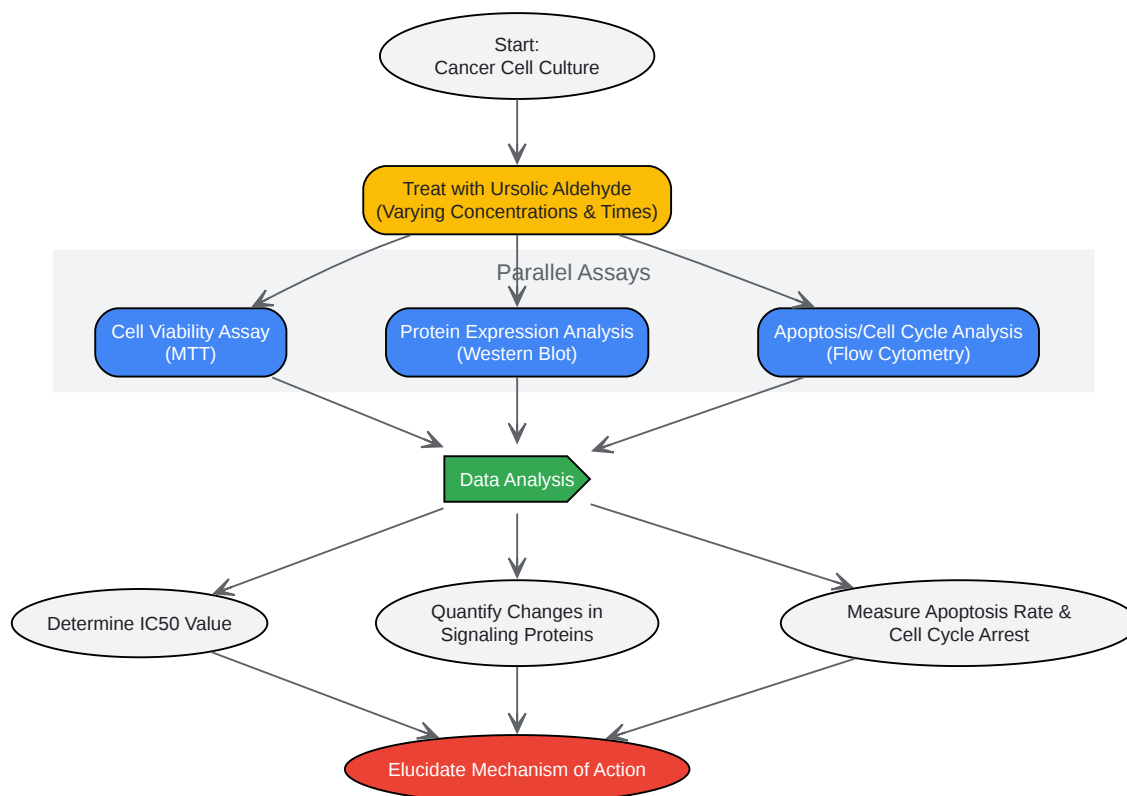 Start:
Cancer Cell Culture
Treat with Ursolic Aldehyde
(Varying Concentrations & Times)
Parallel Assays
Cell Viability Assay
(MTT)
Protein Expression Analysis
(Western Blot)
Apoptosis/Cell Cycle Analysis
(Flow Cytometry)
Data Analysis
Determine IC50 Value
Quantify Changes in
Signaling Proteins
Measure Apoptosis Rate &
Cell Cycle Arrest
Elucidate Mechanism of Action